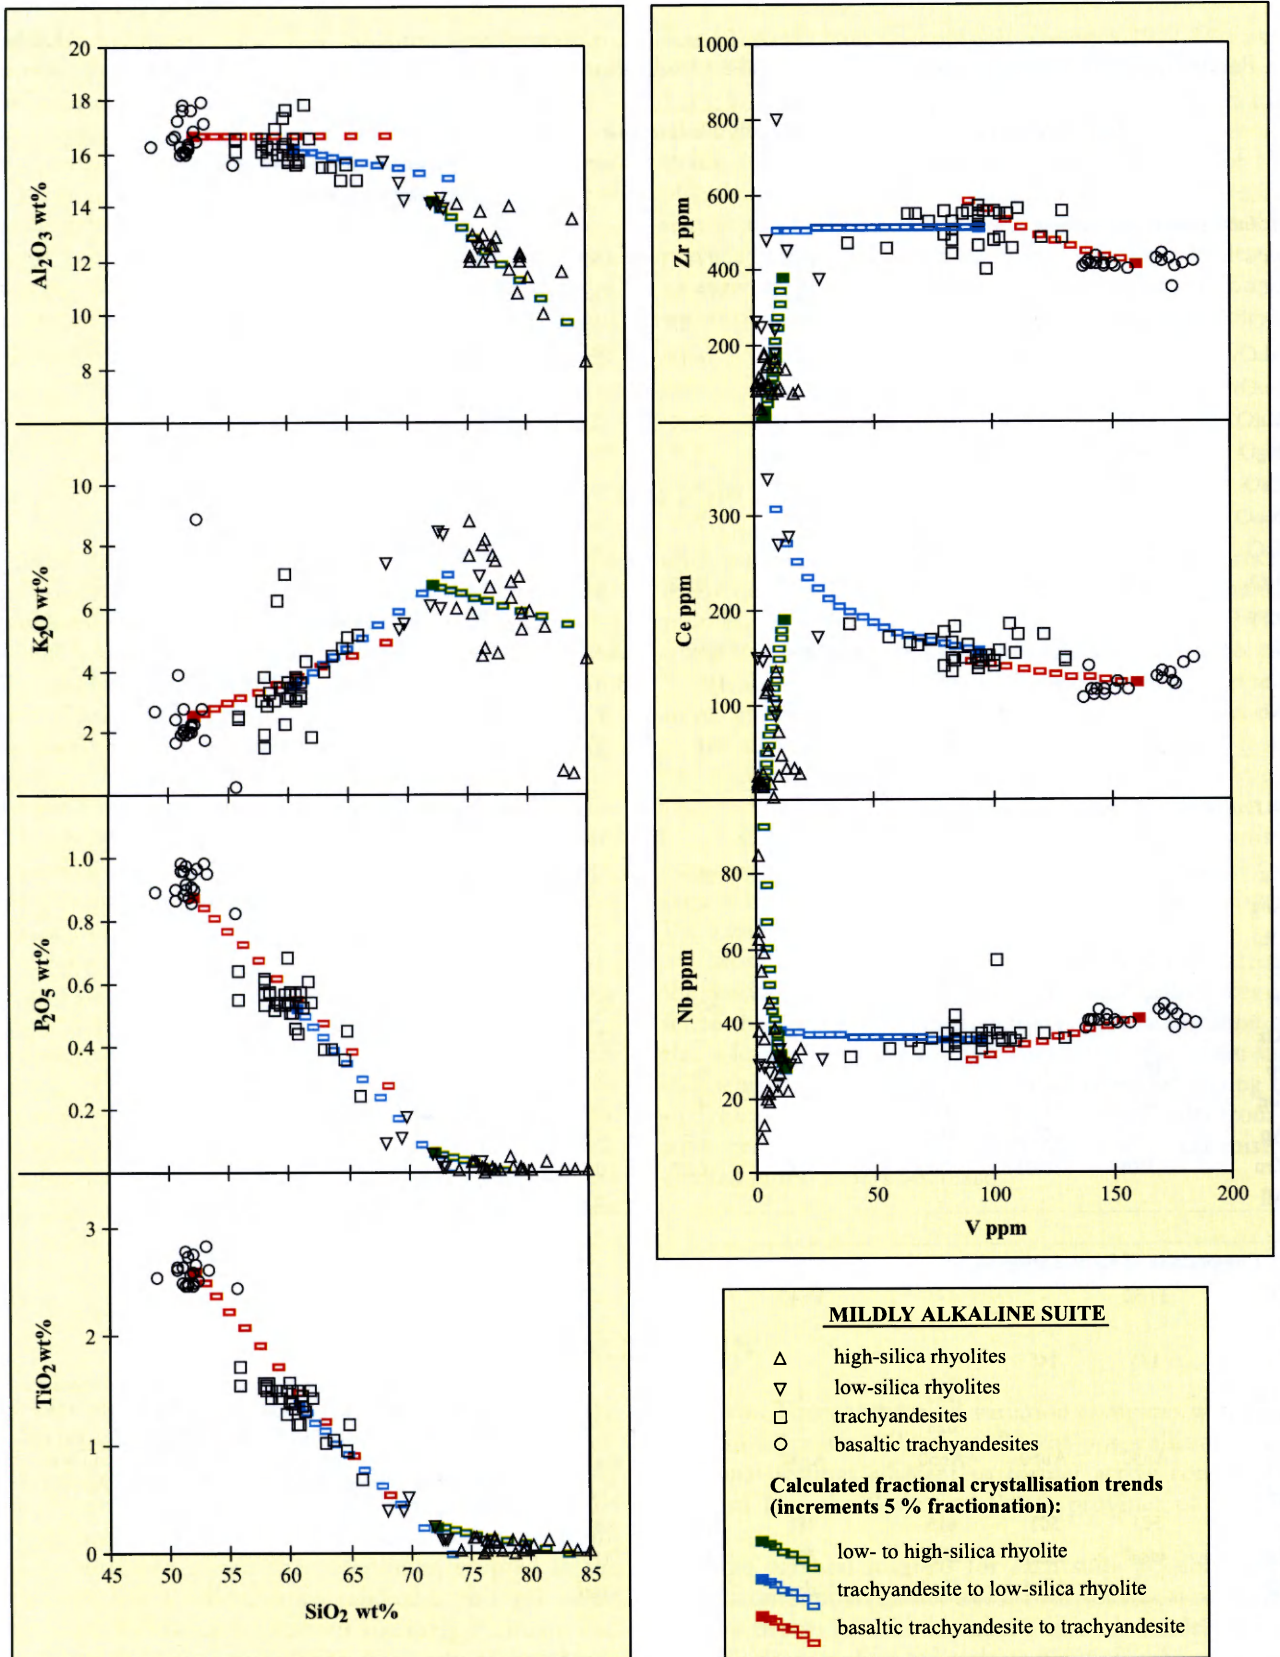 20
18
16
14
12
10
8
Al2O3 wt%
10
8
6
4
2
K2O wt%
1.0
0.8
0.6
0.4
0.2
P2O5 wt%
3
2
1
0
TiO2 wt%
45 50 55 60 65 70 75 80 85
SiO2 wt%
1000
800
600
400
200
Zr ppm
300
200
100
Ce ppm
80
60
40
20
0
Nb ppm
0 50 100 150 200
V ppm
MILDLY ALKALINE SUITE
high-silica rhyolites
low-silica rhyolites
trachyandesites
basaltic trachyandesites
Calculated fractional crystallisation trends
(increments 5 % fractionation):
low- to high-silica rhyolite
trachyandesite to low-silica rhyolite
basaltic trachyandesite to trachyandesite